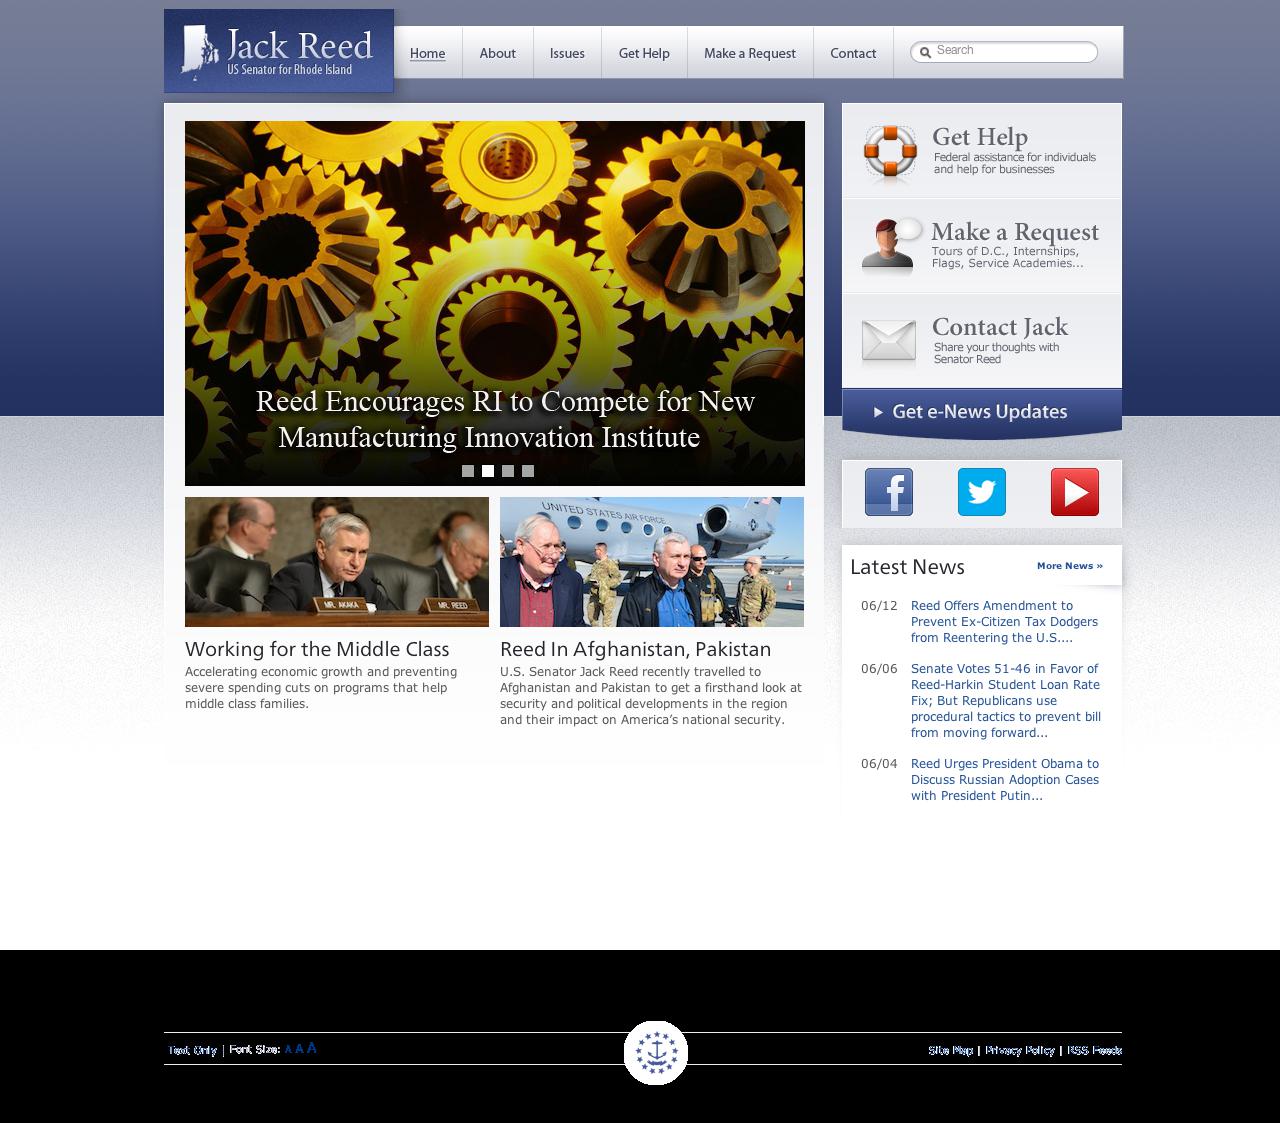 Jack Reed
US Senator for Rhode Island
Home
About
Issues
Get Help
Make a Request
Contact
Search
Reed Encourages RI to Compete for New
Manufacturing Innovation Institute
Get Help
Federal assistance for individuals
and help for businesses
Make a Request
Tours of D.C., Internships,
Flags, Service Academies...
Contact Jack
Share your thoughts with
Senator Reed
Get e-News Updates
MR. AKAKA
MR. REED
UNITED STATES AIR FORCE
Working for the Middle Class
Accelerating economic growth and preventing
severe spending cuts on programs that help
middle class families.
Reed In Afghanistan, Pakistan
U.S. Senator Jack Reed recently travelled to
Afghanistan and Pakistan to get a firsthand look at
security and political developments in the region
and their impact on America's national security.
Latest News
More News »
06/12 Reed Offers Amendment to
Prevent Ex-Citizen Tax Dodgers
from Reentering the U.S....
06/06 Senate Votes 51-46 in Favor of
Reed-Harkin Student Loan Rate
Fix; But Republicans use
procedural tactics to prevent bill
from moving forward...
06/04 Reed Urges President Obama to
Discuss Russian Adoption Cases
with President Putin...
Text Only | Font Size: A A A
Site Map | Privacy Policy | RSS Feeds